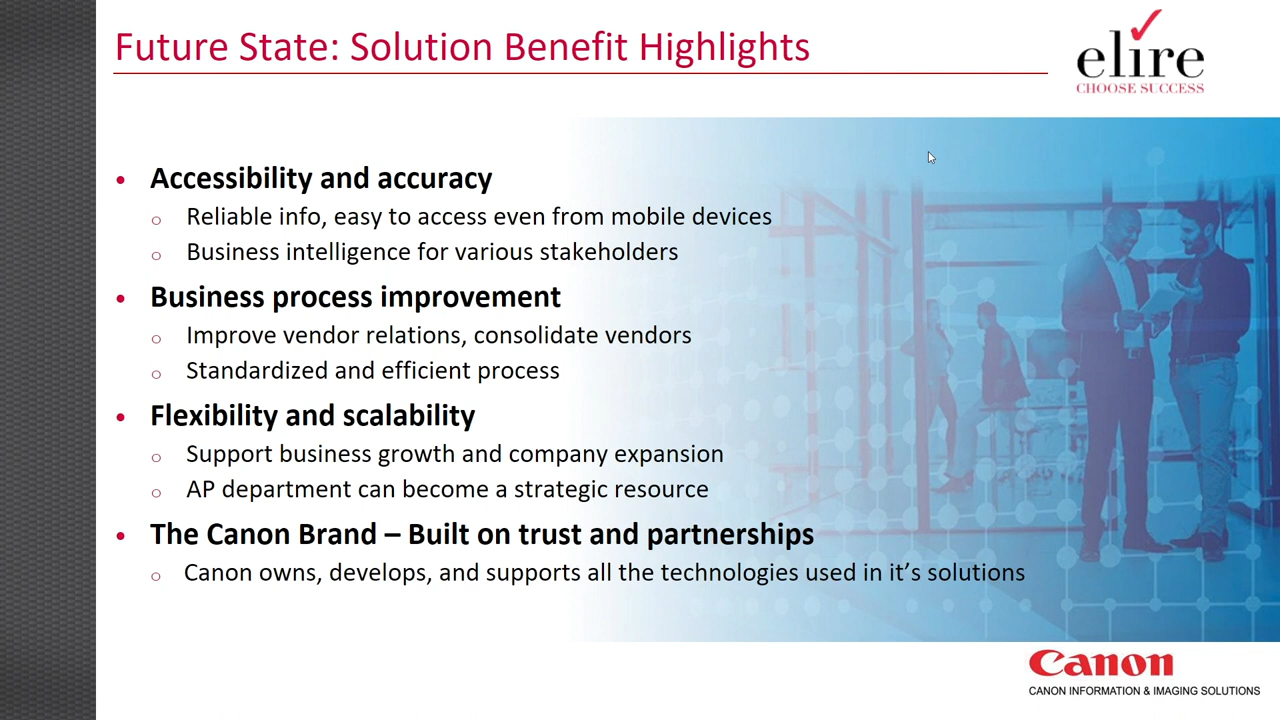 Future State: Solution Benefit Highlights
elire
CHOOSE SUCCESS
• Accessibility and accuracy
o Reliable info, easy to access even from mobile devices
o Business intelligence for various stakeholders
• Business process improvement
o Improve vendor relations, consolidate vendors
o Standardized and efficient process
• Flexibility and scalability
o Support business growth and company expansion
o AP department can become a strategic resource
• The Canon Brand – Built on trust and partnerships
o Canon owns, develops, and supports all the technologies used in it’s solutions
Canon
CANON INFORMATION & IMAGING SOLUTIONS